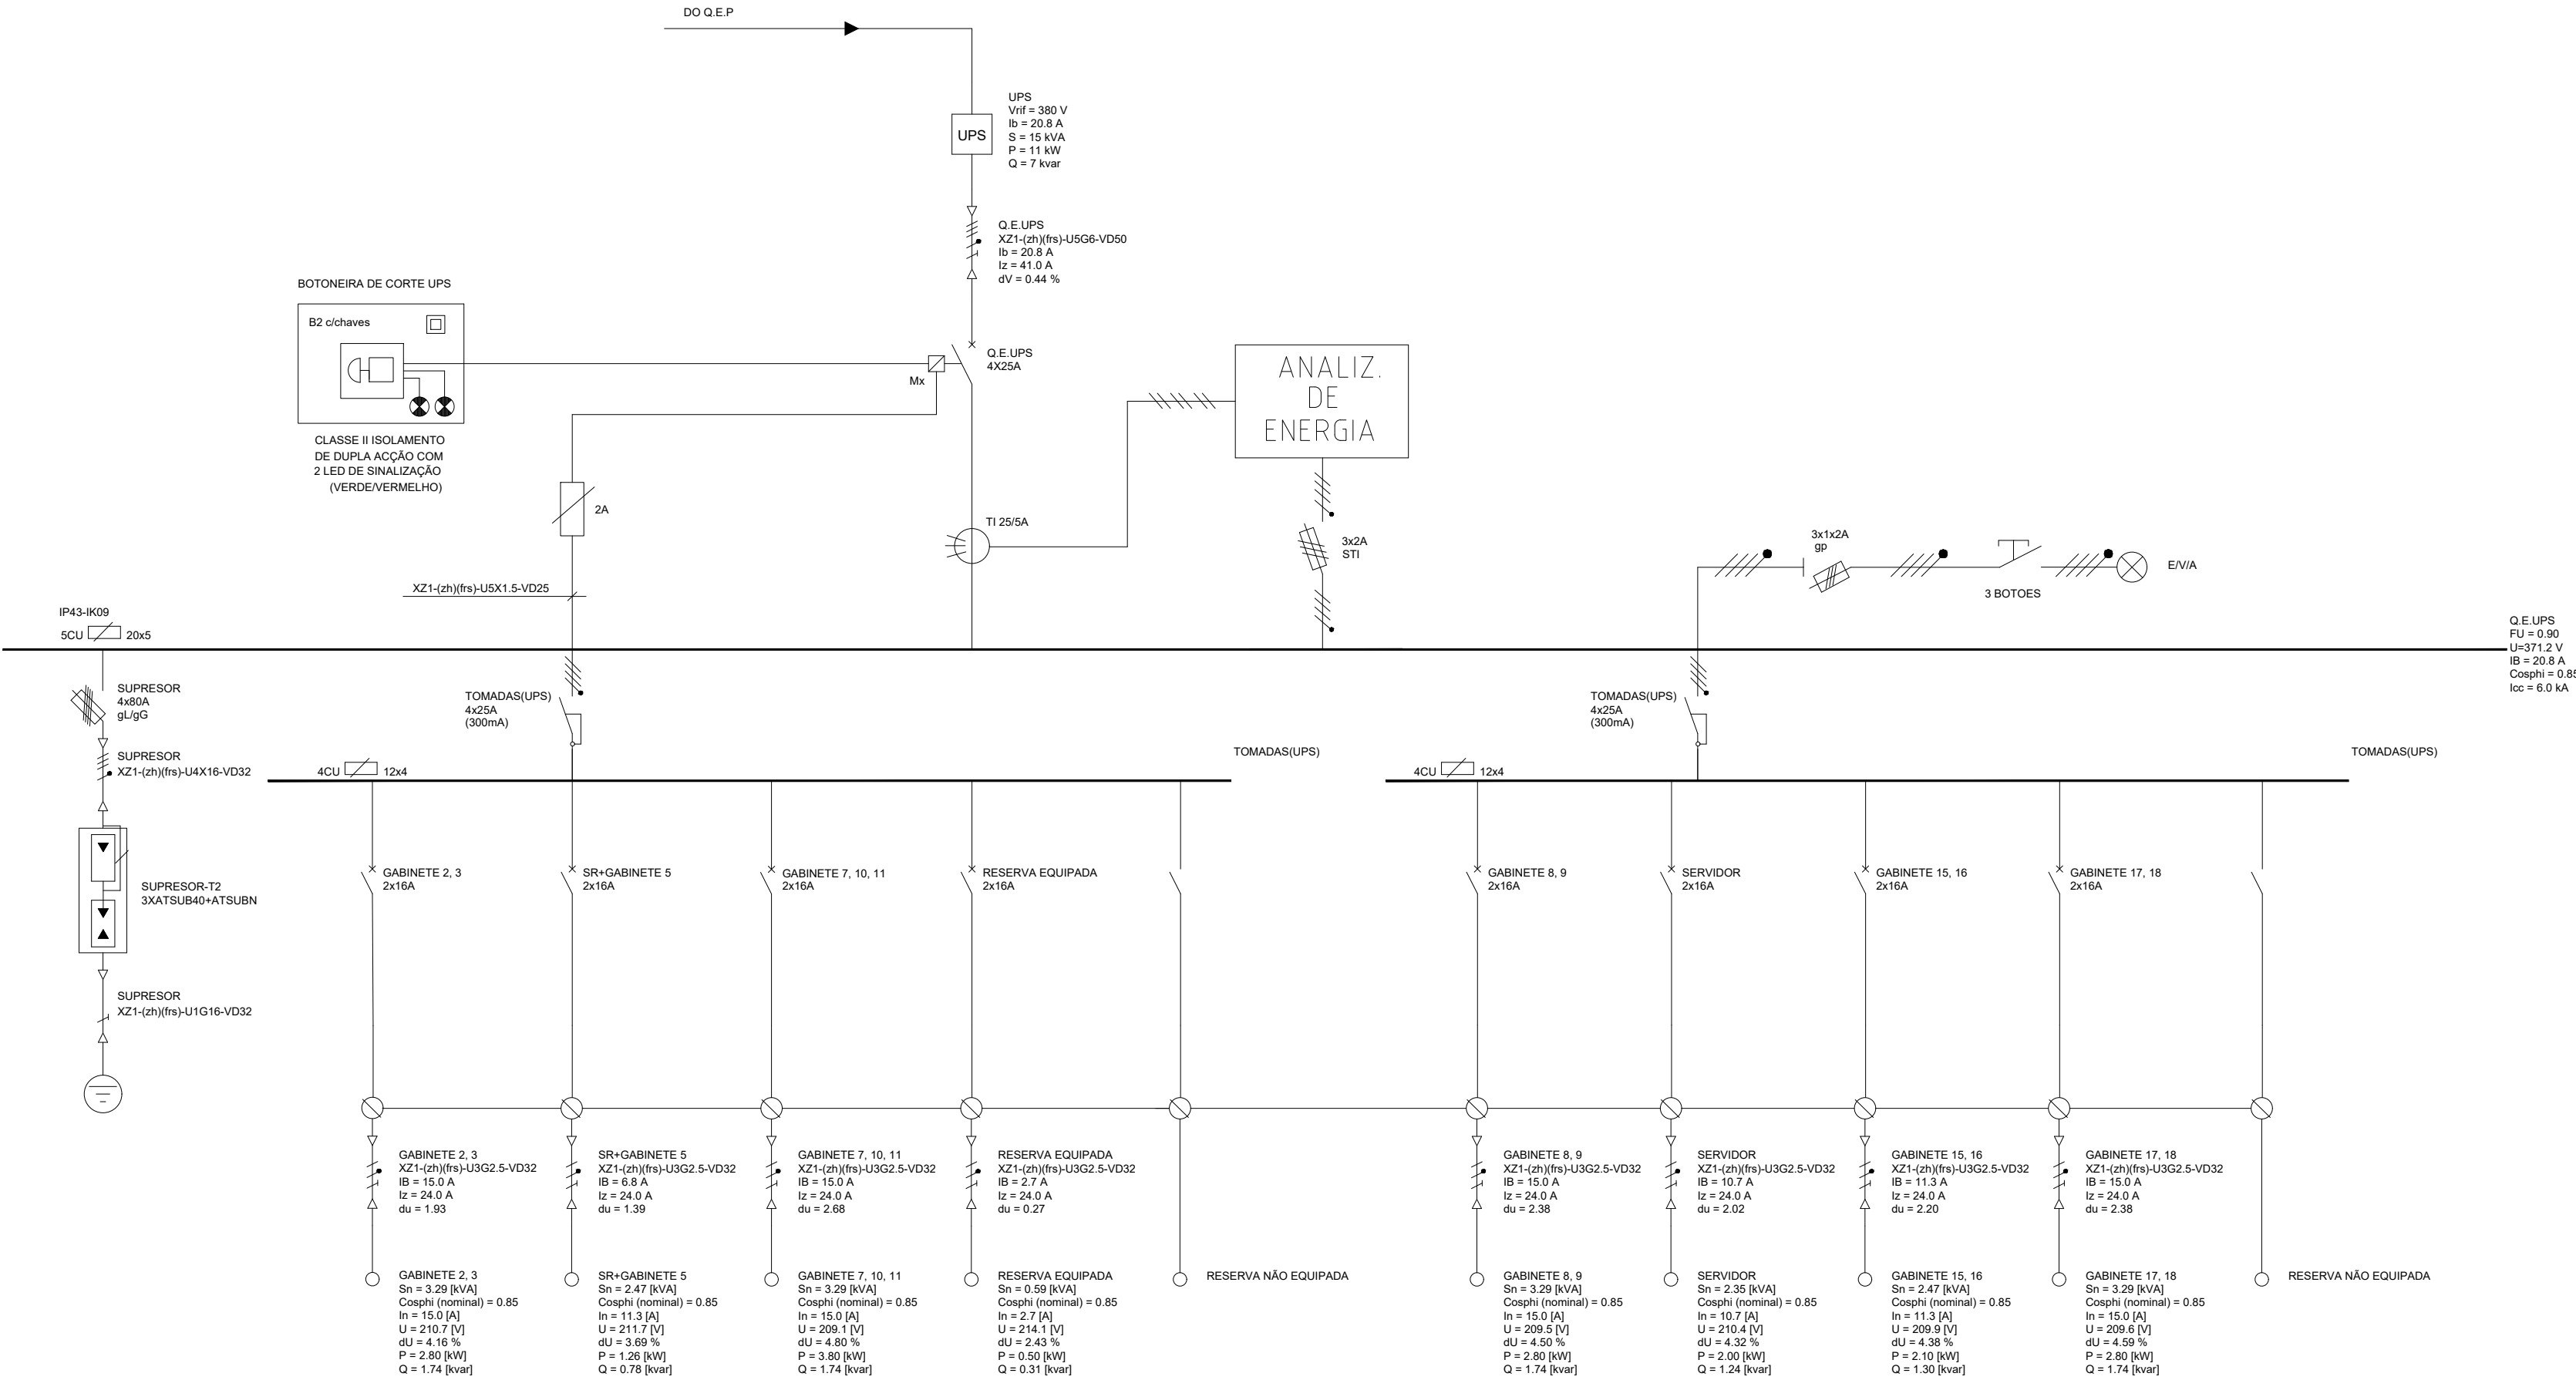 DO Q.E.P
UPS
Vrif = 380 V
Ib = 20.8 A
S = 15 kVA
P = 11 kW
Q = 7 kvar
UPS
Q.E.UPS
XZ1-(zh)(frs)-U5G6-VD50
Ib = 20.8 A
Iz = 41.0 A
dV = 0.44 %
BOTONEIRA DE CORTE UPS
B2 c/chaves
CLASSE II ISOLAMENTO
DE DUPLA ACÇÃO COM
2 LED DE SINALIZAÇÃO
(VERDE/VERMELHO)
Mx
Q.E.UPS
4X25A
ANALIZ.
DE
ENERGIA
2A
TI 25/5A
3x2A
STI
3x1x2A
gp
3 BOTOES
E/V/A
XZ1-(zh)(frs)-U5X1.5-VD25
IP43-IK09
5CU
20x5
Q.E.UPS
FU = 0.90
U=371.2 V
IB = 20.8 A
Cosphi = 0.85
Icc = 6.0 kA
SUPRESOR
4x80A
gL/gG
SUPRESOR
XZ1-(zh)(frs)-U4X16-VD32
SUPRESOR-T2
3XATSUB40+ATSUBN
SUPRESOR
XZ1-(zh)(frs)-U1G16-VD32
TOMADAS(UPS)
4x25A
(300mA)
4CU
12x4
TOMADAS(UPS)
TOMADAS(UPS)
4x25A
(300mA)
4CU
12x4
TOMADAS(UPS)
GABINETE 2, 3
2x16A
SR+GABINETE 5
2x16A
GABINETE 7, 10, 11
2x16A
RESERVA EQUIPADA
2x16A
GABINETE 8, 9
2x16A
SERVIDOR
2x16A
GABINETE 15, 16
2x16A
GABINETE 17, 18
2x16A
GABINETE 2, 3
XZ1-(zh)(frs)-U3G2.5-VD32
IB = 15.0 A
Iz = 24.0 A
du = 1.93
SR+GABINETE 5
XZ1-(zh)(frs)-U3G2.5-VD32
IB = 6.8 A
Iz = 24.0 A
du = 1.39
GABINETE 7, 10, 11
XZ1-(zh)(frs)-U3G2.5-VD32
IB = 15.0 A
Iz = 24.0 A
du = 2.68
RESERVA EQUIPADA
XZ1-(zh)(frs)-U3G2.5-VD32
IB = 2.7 A
Iz = 24.0 A
du = 0.27
GABINETE 8, 9
XZ1-(zh)(frs)-U3G2.5-VD32
IB = 15.0 A
Iz = 24.0 A
du = 2.38
SERVIDOR
XZ1-(zh)(frs)-U3G2.5-VD32
IB = 10.7 A
Iz = 24.0 A
du = 2.02
GABINETE 15, 16
XZ1-(zh)(frs)-U3G2.5-VD32
IB = 11.3 A
Iz = 24.0 A
du = 2.20
GABINETE 17, 18
XZ1-(zh)(frs)-U3G2.5-VD32
IB = 15.0 A
Iz = 24.0 A
du = 2.38
GABINETE 2, 3
Sn = 3.29 [kVA]
Cosphi (nominal) = 0.85
In = 15.0 [A]
U = 210.7 [V]
dU = 4.16 %
P = 2.80 [kW]
Q = 1.74 [kvar]
SR+GABINETE 5
Sn = 2.47 [kVA]
Cosphi (nominal) = 0.85
In = 11.3 [A]
U = 211.7 [V]
dU = 3.69 %
P = 1.26 [kW]
Q = 0.78 [kvar]
GABINETE 7, 10, 11
Sn = 3.29 [kVA]
Cosphi (nominal) = 0.85
In = 15.0 [A]
U = 209.1 [V]
dU = 4.80 %
P = 3.80 [kW]
Q = 1.74 [kvar]
RESERVA EQUIPADA
Sn = 0.59 [kVA]
Cosphi (nominal) = 0.85
In = 2.7 [A]
U = 214.1 [V]
dU = 2.43 %
P = 0.50 [kW]
Q = 0.31 [kvar]
RESERVA NÃO EQUIPADA
GABINETE 8, 9
Sn = 3.29 [kVA]
Cosphi (nominal) = 0.85
In = 15.0 [A]
U = 209.5 [V]
dU = 4.50 %
P = 2.80 [kW]
Q = 1.74 [kvar]
SERVIDOR
Sn = 2.35 [kVA]
Cosphi (nominal) = 0.85
In = 10.7 [A]
U = 210.4 [V]
dU = 4.32 %
P = 2.00 [kW]
Q = 1.24 [kvar]
GABINETE 15, 16
Sn = 2.47 [kVA]
Cosphi (nominal) = 0.85
In = 11.3 [A]
U = 209.9 [V]
dU = 4.38 %
P = 2.10 [kW]
Q = 1.30 [kvar]
GABINETE 17, 18
Sn = 3.29 [kVA]
Cosphi (nominal) = 0.85
In = 15.0 [A]
U = 209.6 [V]
dU = 4.59 %
P = 2.80 [kW]
Q = 1.74 [kvar]
RESERVA NÃO EQUIPADA